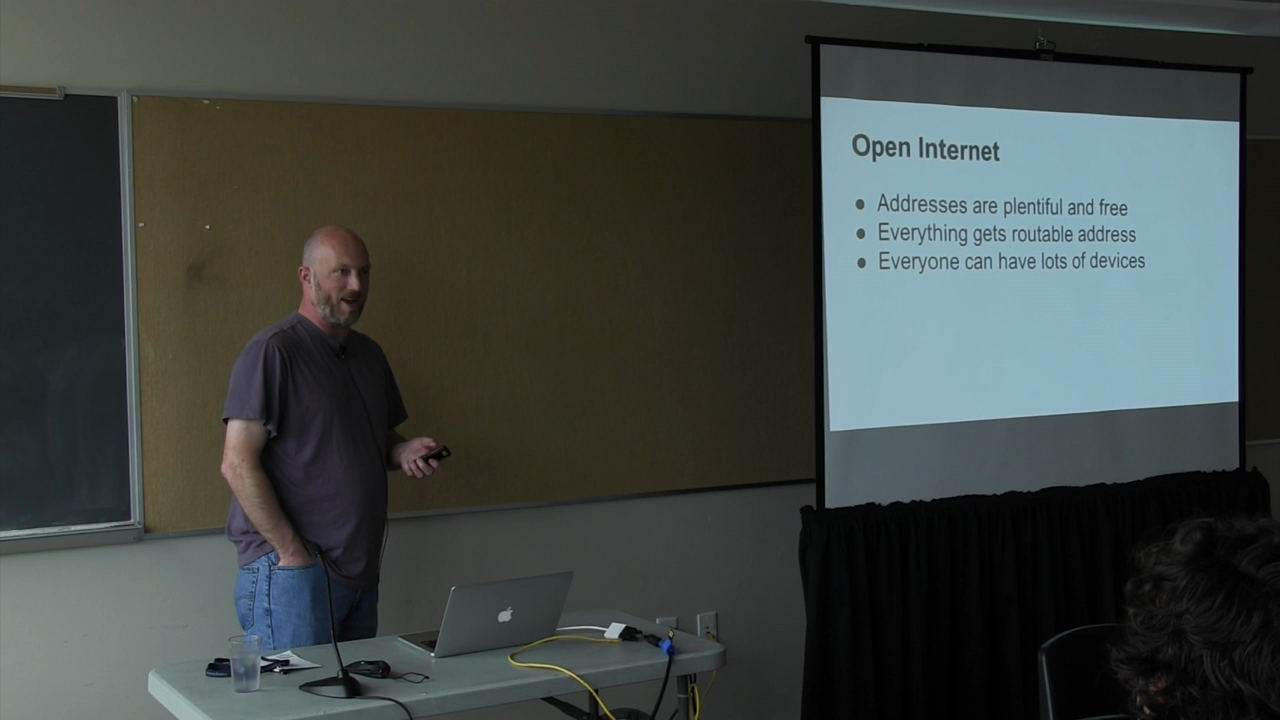 Open Internet
● Addresses are plentiful and free
● Everything gets routable address
● Everyone can have lots of devices